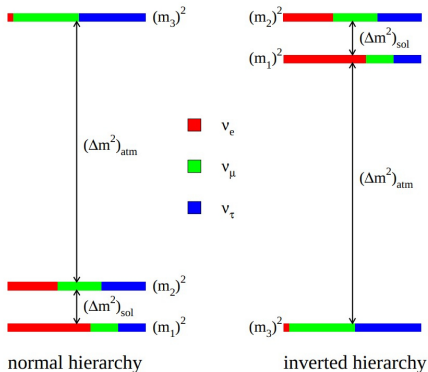 (m₃)²
(Δm²)atm
(m₂)²
(Δm²)sol
(m₁)²
normal hierarchy
νe
νμ
ντ
(m₂)²
(Δm²)sol
(m₁)²
(Δm²)atm
(m₃)²
inverted hierarchy